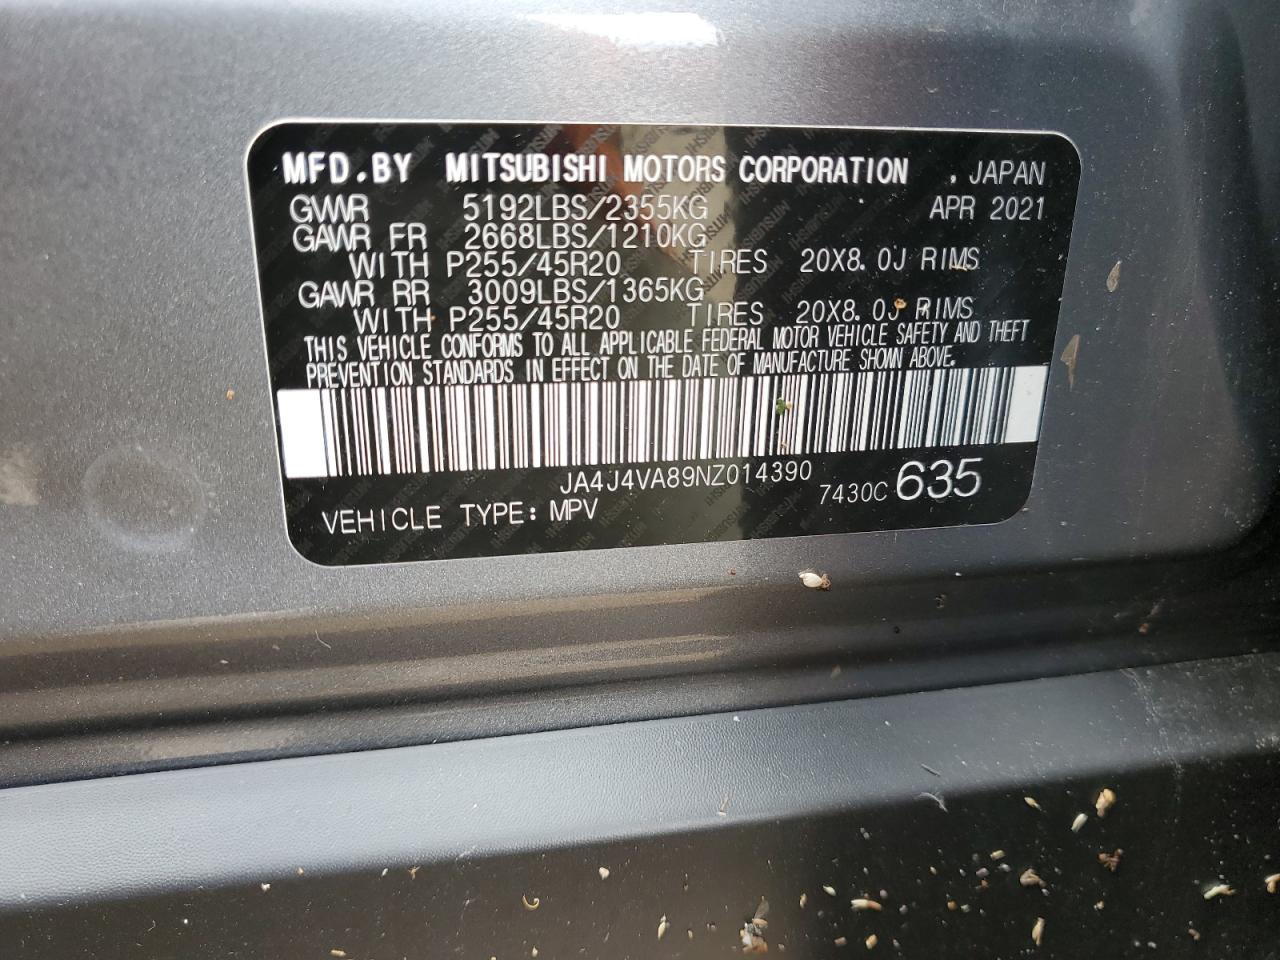 MFD.BY MITSUBISHI MOTORS CORPORATION . JAPAN
GVWR 5192LBS/2355KG APR 2021
GAWR FR 2668LBS/1210KG
WITH P255/45R20 TIRES 20X8.0J RIMS
GAWR RR 3009LBS/1365KG
WITH P255/45R20 TIRES 20X8.0J RIMS
THIS VEHICLE CONFORMS TO ALL APPLICABLE FEDERAL MOTOR VEHICLE SAFETY AND THEFT
PREVENTION STANDARDS IN EFFECT ON THE DATE OF MANUFACTURE SHOWN ABOVE.
JA4J4VA89NZ014390
7430C 635
VEHICLE TYPE: MPV